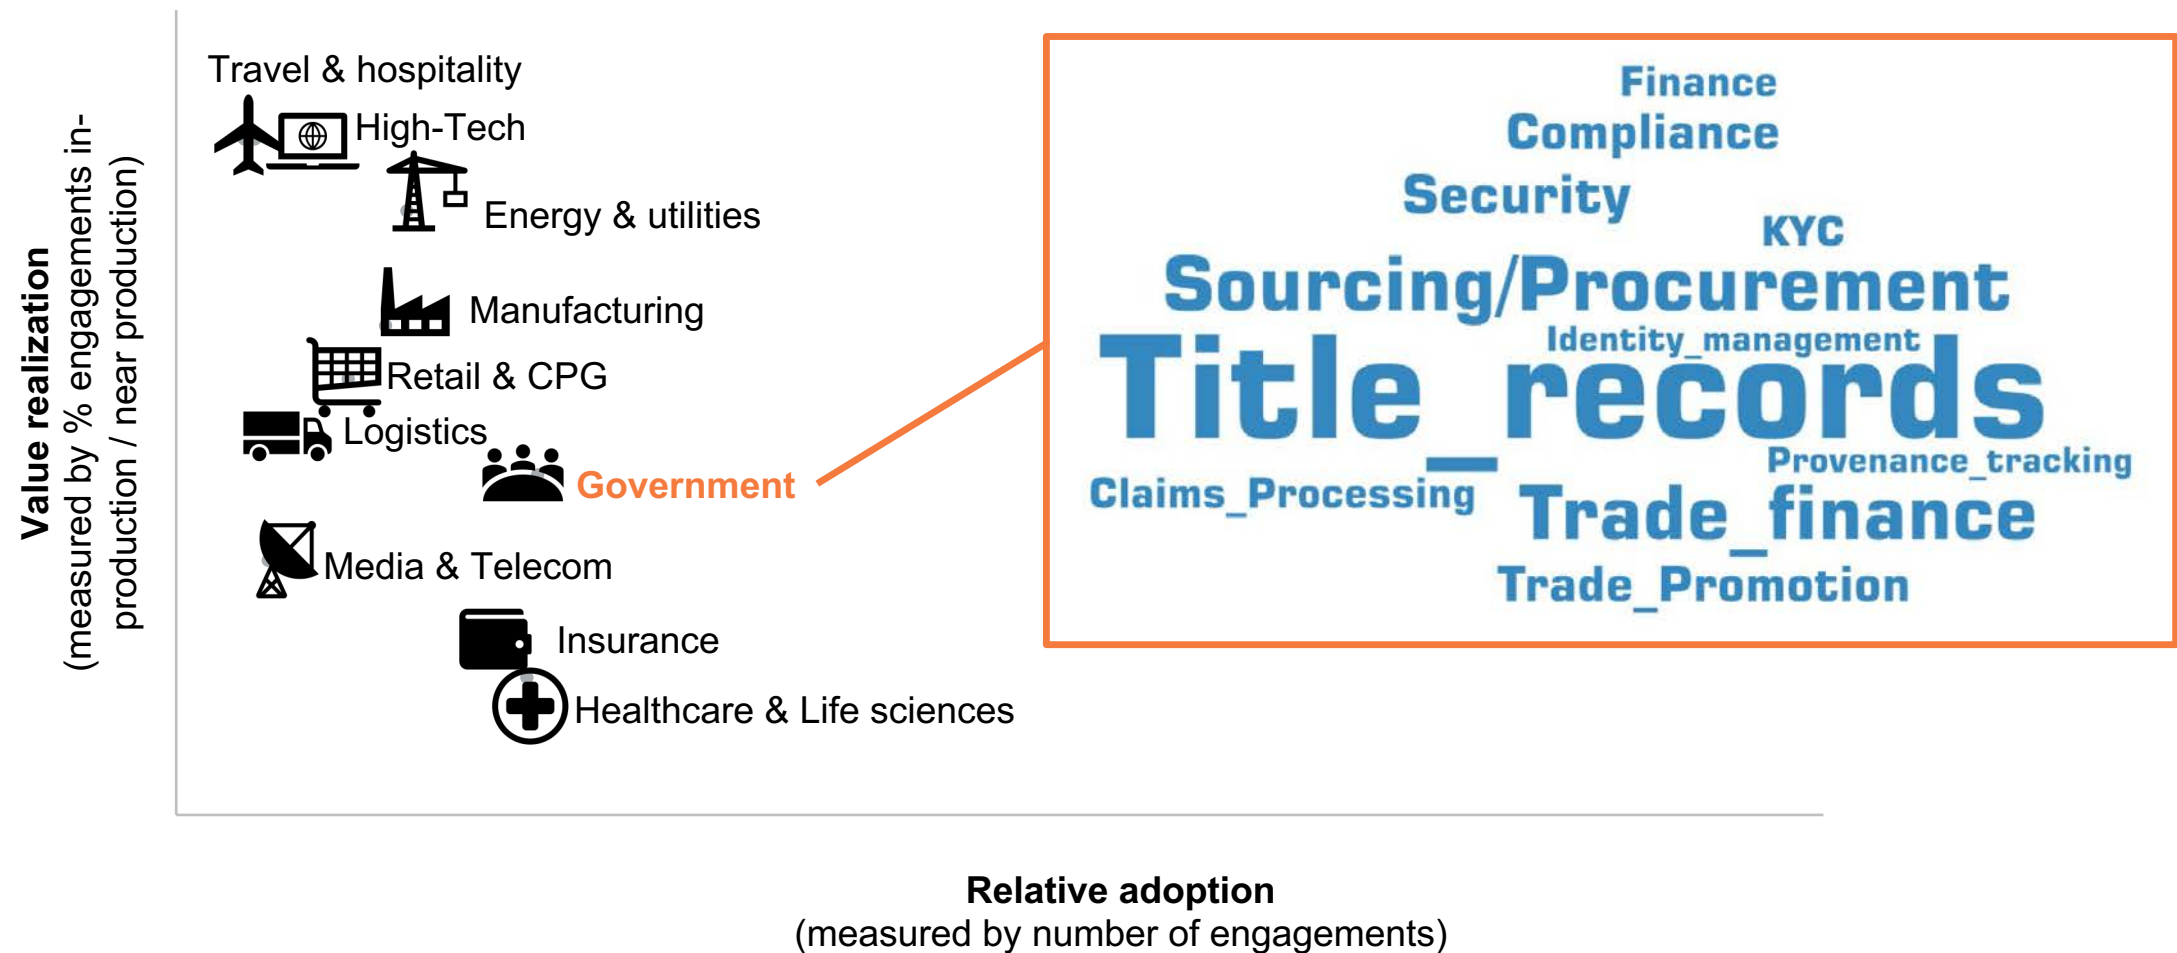 Value realization
(measured by % engagements in-
production / near production)
Travel & hospitality
High-Tech
Energy & utilities
Manufacturing
Retail & CPG
Logistics
Government
Media & Telecom
Insurance
Healthcare & Life sciences
Finance
Compliance
Security
KYC
Sourcing/Procurement
Identity_management
Title_records
Provenance_tracking
Claims_Processing
Trade_finance
Trade_Promotion
Relative adoption
(measured by number of engagements)